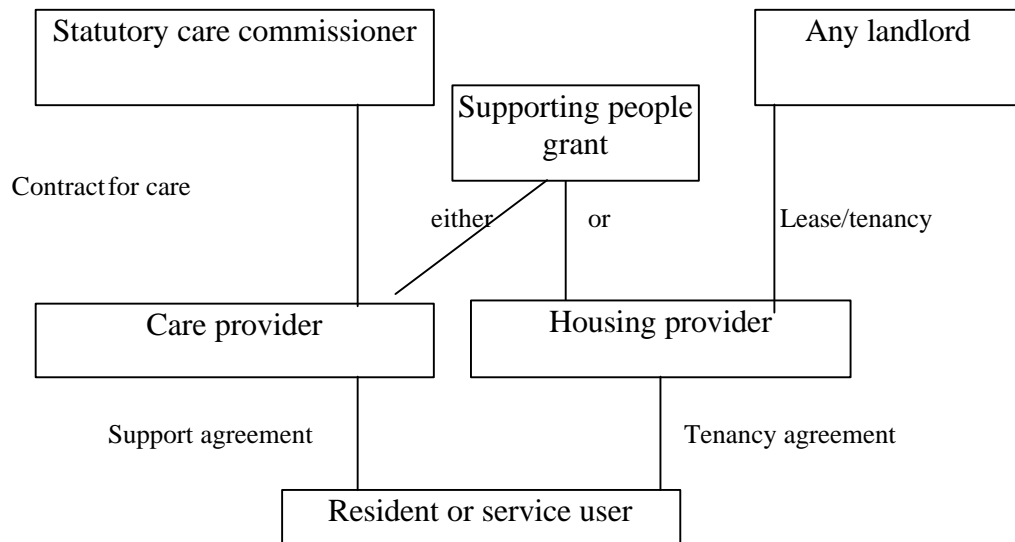 Statutory care commissioner
Any landlord
Supporting people
grant
Contract for care
either
or
Lease/tenancy
Care provider
Housing provider
Support agreement
Tenancy agreement
Resident or service user